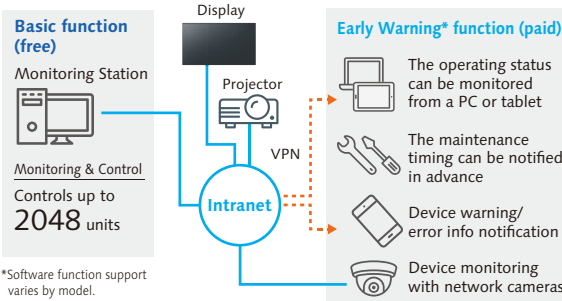 Basic function
(free)
Monitoring Station
Monitoring & Control
Controls up to
2048 units
*Software function support
varies by model.
Display
Projector
VPN
Intranet
Early Warning* function (paid)
The operating status
can be monitored
from a PC or tablet
The maintenance
timing can be notified
in advance
Device warning/
error info notification
Device monitoring
with network cameras